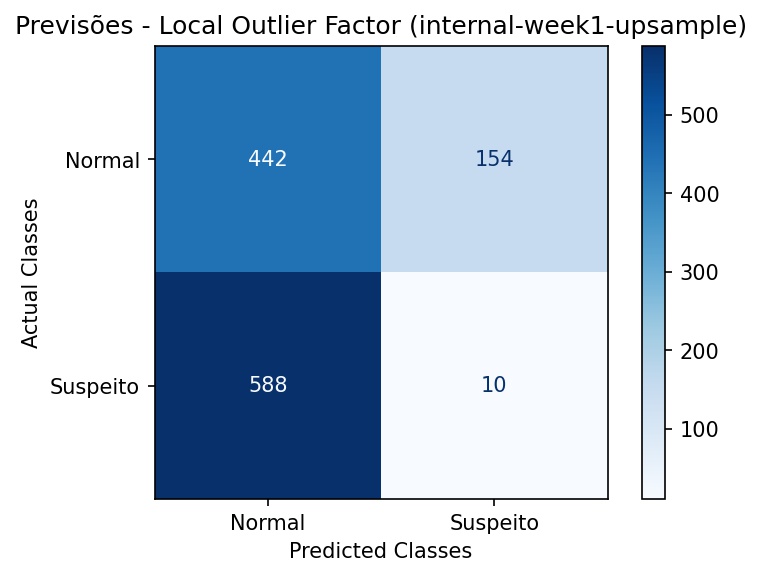 Previsões - Local Outlier Factor (internal-week1-upsample)
Normal
442
154
Suspeito
588
10
Actual Classes
Normal
Suspeito
Predicted Classes
500
400
300
200
100